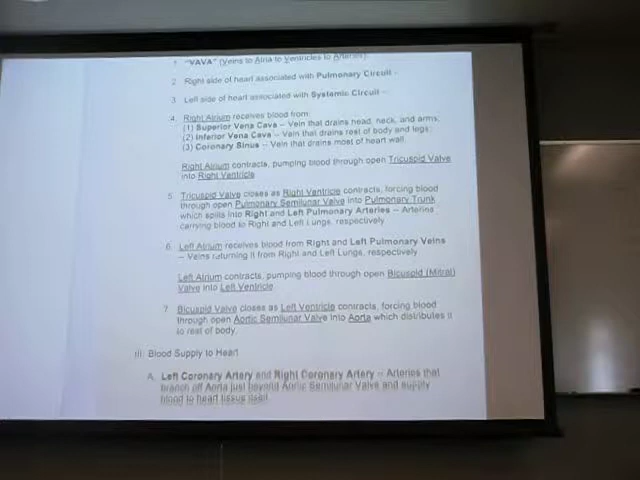 1. "VAVA" (Veins to Atria to Ventricles to Arteries).
2. Right side of heart associated with Pulmonary Circuit -
3. Left side of heart associated with Systemic Circuit --
4. Right Atrium receives blood from:
(1) Superior Vena Cava -- Vein that drains head, neck, and arms.
(2) Inferior Vena Cava -- Vein that drains rest of body and legs.
(3) Coronary Sinus -- Vein that drains most of heart wall.
Right Atrium contracts, pumping blood through open Tricuspid Valve
into Right Ventricle
5. Tricuspid Valve closes as Right Ventricle contracts, forcing blood
through open Pulmonary Semilunar Valve into Pulmonary Trunk
which splits into Right and Left Pulmonary Arteries -- Arteries
carrying blood to Right and Left Lungs, respectively
6. Left Atrium receives blood from Right and Left Pulmonary Veins
-- Veins returning it from Right and Left Lungs, respectively
Left Atrium contracts, pumping blood through open Bicuspid (Mitral)
Valve into Left Ventricle.
7. Bicuspid Valve closes as Left Ventricle contracts, forcing blood
through open Aortic Semilunar Valve into Aorta which distributes it
to rest of body.
III. Blood Supply to Heart
A. Left Coronary Artery and Right Coronary Artery -- Arteries that
branch off Aorta just beyond Aortic Semilunar Valve and supply
blood to heart tissue itself.